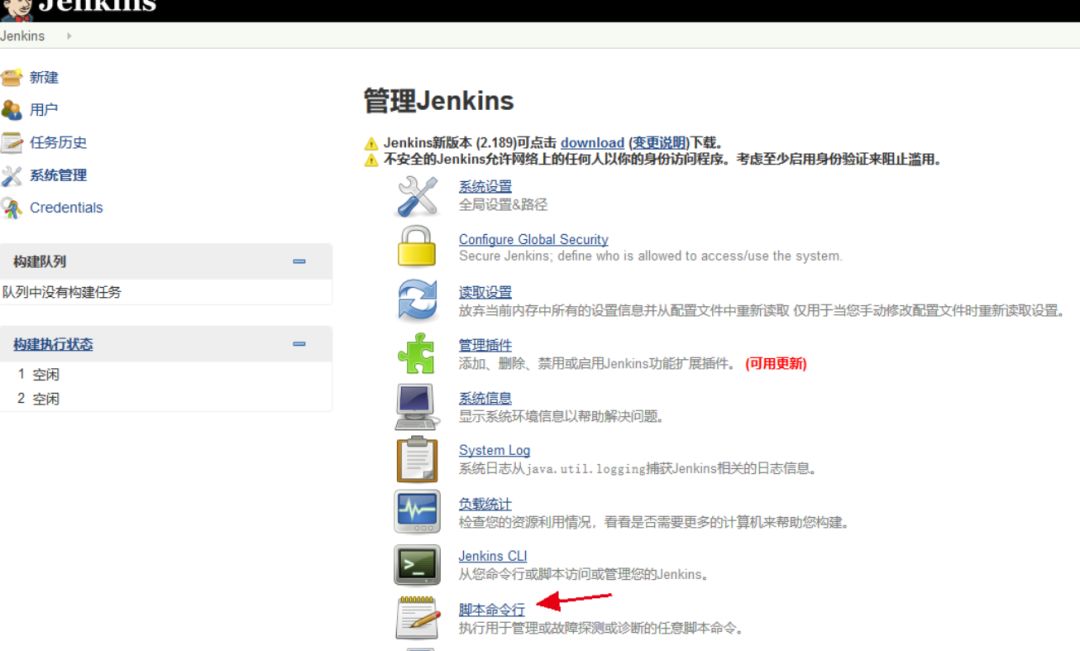 Jenkins
Jenkins
新建
用户
任务历史
系统管理
Credentials
构建队列
队列中没有构建任务
构建执行状态
1 空闲
2 空闲
管理Jenkins
Jenkins新版本 (2.189)可点击 download (变更说明)下载。
不安全的Jenkins允许网络上的任何人以你的身份访问程序。考虑至少启用身份验证来阻止滥用。
系统设置
全局设置&路径
Configure Global Security
Secure Jenkins; define who is allowed to access/use the system.
读取设置
放弃当前内存中所有的设置信息并从配置文件中重新读取 仅用于当您手动修改配置文件时重新读取设置。
管理插件
添加、删除、禁用或启用Jenkins功能扩展插件。 (可用更新)
系统信息
显示系统环境信息以帮助解决问题。
System Log
系统日志从java.util.logging捕获Jenkins相关的日志信息。
负载统计
检查您的资源利用情况，看看是否需要更多的计算机来帮助您构建。
Jenkins CLI
从您命令行或脚本访问或管理您的Jenkins。
脚本命令行
执行用于管理或故障探测或诊断的任意脚本命令。